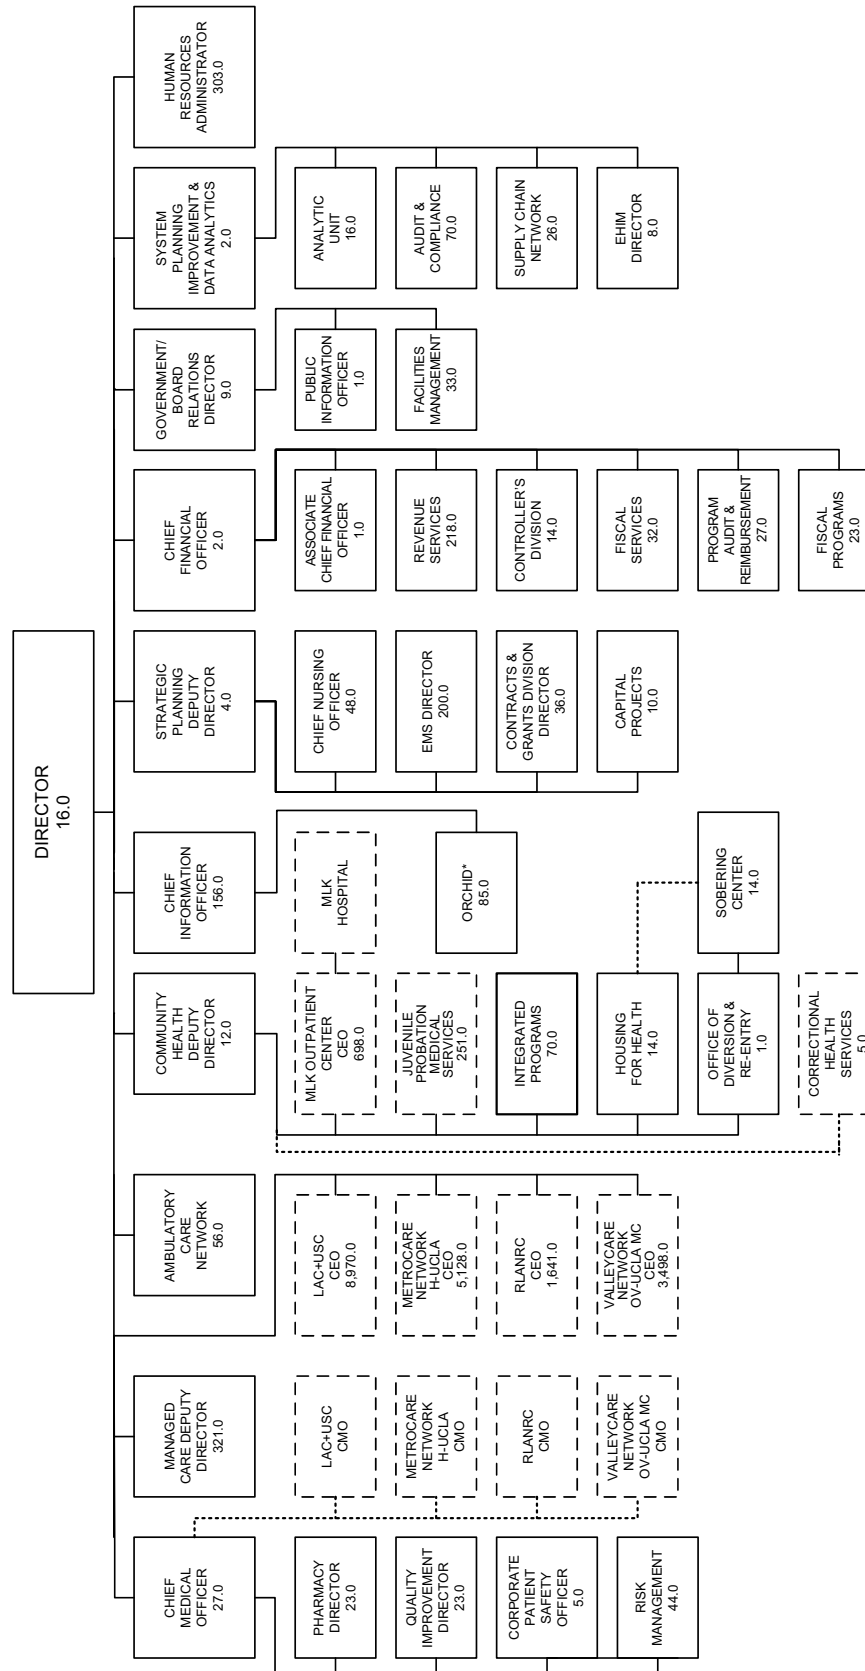 DIRECTOR
16.0
CHIEF
MEDICAL
OFFICER
27.0
MANAGED
CARE DEPUTY
DIRECTOR
321.0
AMBULATORY
CARE
NETWORK
56.0
COMMUNITY
HEALTH
DEPUTY
DIRECTOR
12.0
CHIEF
INFORMATION
OFFICER
156.0
STRATEGIC
PLANNING
DEPUTY
DIRECTOR
4.0
CHIEF
FINANCIAL
OFFICER
2.0
GOVERNMENT/
BOARD
RELATIONS
DIRECTOR
9.0
SYSTEM
PLANNING
IMPROVEMENT &
DATA ANALYTICS
2.0
HUMAN
RESOURCES
ADMINISTRATOR
303.0
PHARMACY
DIRECTOR
23.0
LAC+USC
CMO
LAC+USC
CEO
8,970.0
MLK OUTPATIENT
CENTER
CEO
698.0
MLK
HOSPITAL
CHIEF NURSING
OFFICER
48.0
ASSOCIATE
CHIEF FINANCIAL
OFFICER
1.0
PUBLIC
INFORMATION
OFFICER
1.0
ANALYTIC
UNIT
16.0
QUALITY
IMPROVEMENT
DIRECTOR
23.0
METROCARE
NETWORK
H-UCLA
CMO
METROCARE
NETWORK
H-UCLA
CEO
5,128.0
JUVENILE
PROBATION
MEDICAL
SERVICES
251.0
ORCHID*
85.0
EMS DIRECTOR
200.0
REVENUE
SERVICES
218.0
FACILITIES
MANAGEMENT
33.0
AUDIT &
COMPLIANCE
70.0
CORPORATE
PATIENT
SAFETY
OFFICER
5.0
RLANRC
CMO
RLANRC
CEO
1,641.0
INTEGRATED
PROGRAMS
70.0
CONTRACTS &
GRANTS DIVISION
DIRECTOR
36.0
CONTROLLER'S
DIVISION
14.0
SUPPLY CHAIN
NETWORK
26.0
RISK
MANAGEMENT
44.0
VALLEYCARE
NETWORK
OV-UCLA MC
CMO
VALLEYCARE
NETWORK
OV-UCLA MC
CEO
3,498.0
HOUSING
FOR HEALTH
14.0
CAPITAL
PROJECTS
10.0
FISCAL
SERVICES
32.0
EHIM
DIRECTOR
8.0
OFFICE OF
DIVERSION &
RE-ENTRY
1.0
SOBERING
CENTER
14.0
PROGRAM
AUDIT &
REIMBURSEMENT
27.0
CORRECTIONAL
HEALTH
SERVICES
5.0
FISCAL
PROGRAMS
23.0